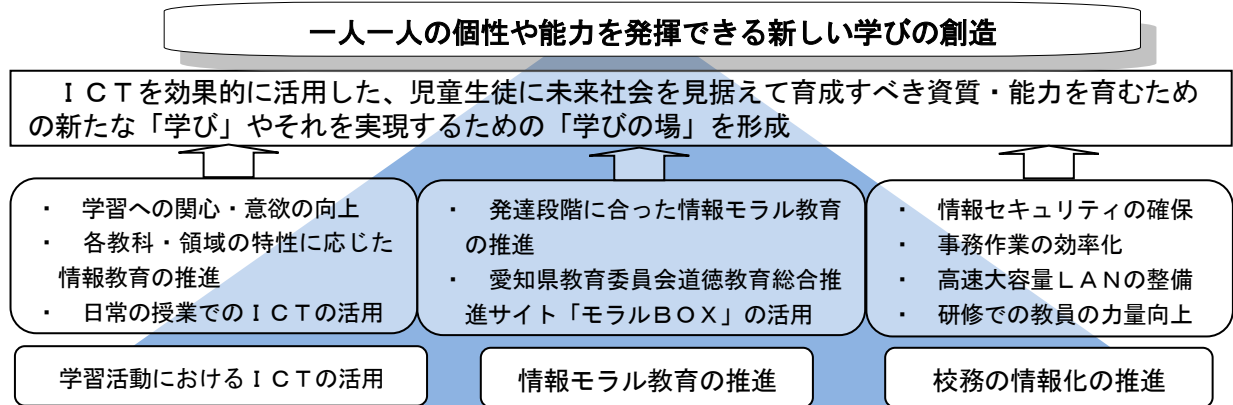 一人一人の個性や能力を発揮できる新しい学びの創造
　ＩＣＴを効果的に活用した、児童生徒に未来社会を見据えて育成すべき資質・能力を育むため
の新たな「学び」やそれを実現するための「学びの場」を形成
・　学習への関心・意欲の向上
・　各教科・領域の特性に応じた
情報教育の推進
・　日常の授業でのＩＣＴの活用
・　発達段階に合った情報モラル教育
の推進
・　愛知県教育委員会道徳教育総合推
進サイト「モラルＢＯＸ」の活用
・　情報セキュリティの確保
・　事務作業の効率化
・　高速大容量ＬＡＮの整備
・　研修での教員の力量向上
学習活動におけるＩＣＴの活用
情報モラル教育の推進
校務の情報化の推進